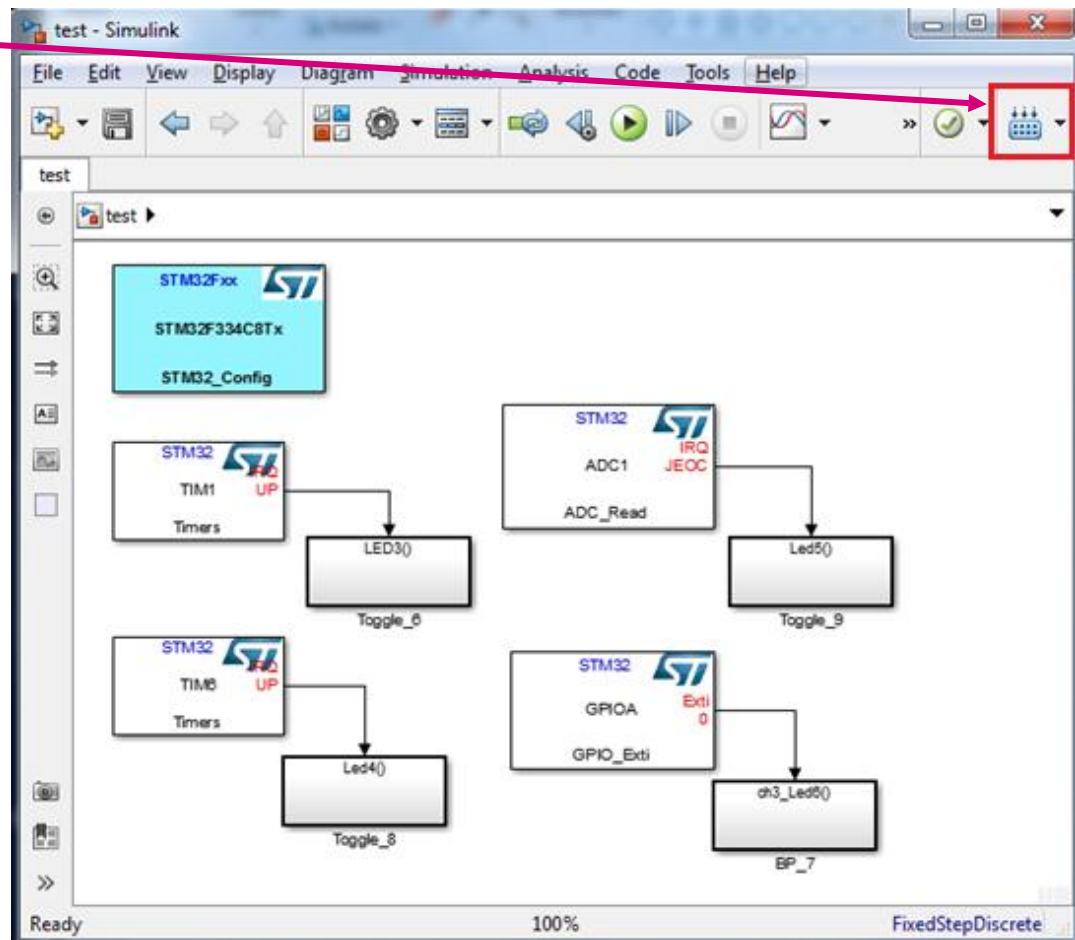 test - Simulink
File Edit View Display Diagram Simulation Analysis Code Tools Help
»
test
test
STM32Fxx
STM32F334C8Tx
STM32_Config
STM32
IRQ
TIM1 UP
Timers
LED3()
Toggle_6
STM32
IRQ
ADC1 JEOC
ADC_Read
Led5()
Toggle_9
STM32
IRQ
TIM6 UP
Timers
Led4()
Toggle_8
STM32
GPIOA Exti
0
GPIO_Exti
ch3_Led6()
BP_7
»
Ready 100% FixedStepDiscrete